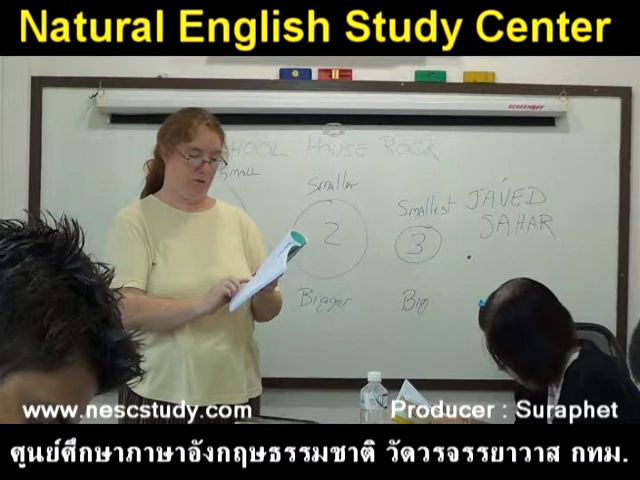 Natural English Study Center
SCHOOL HOUSE ROCK
SMALL
Smaller
Smallest
JAVED
SAHAR
2
3
Bigger
Big
www.nescstudy.com
Producer : Suraphet
ศูนย์ศึกษาภาษาอังกฤษธรรมชาติ วัดวรจรรยาวาส กทม.